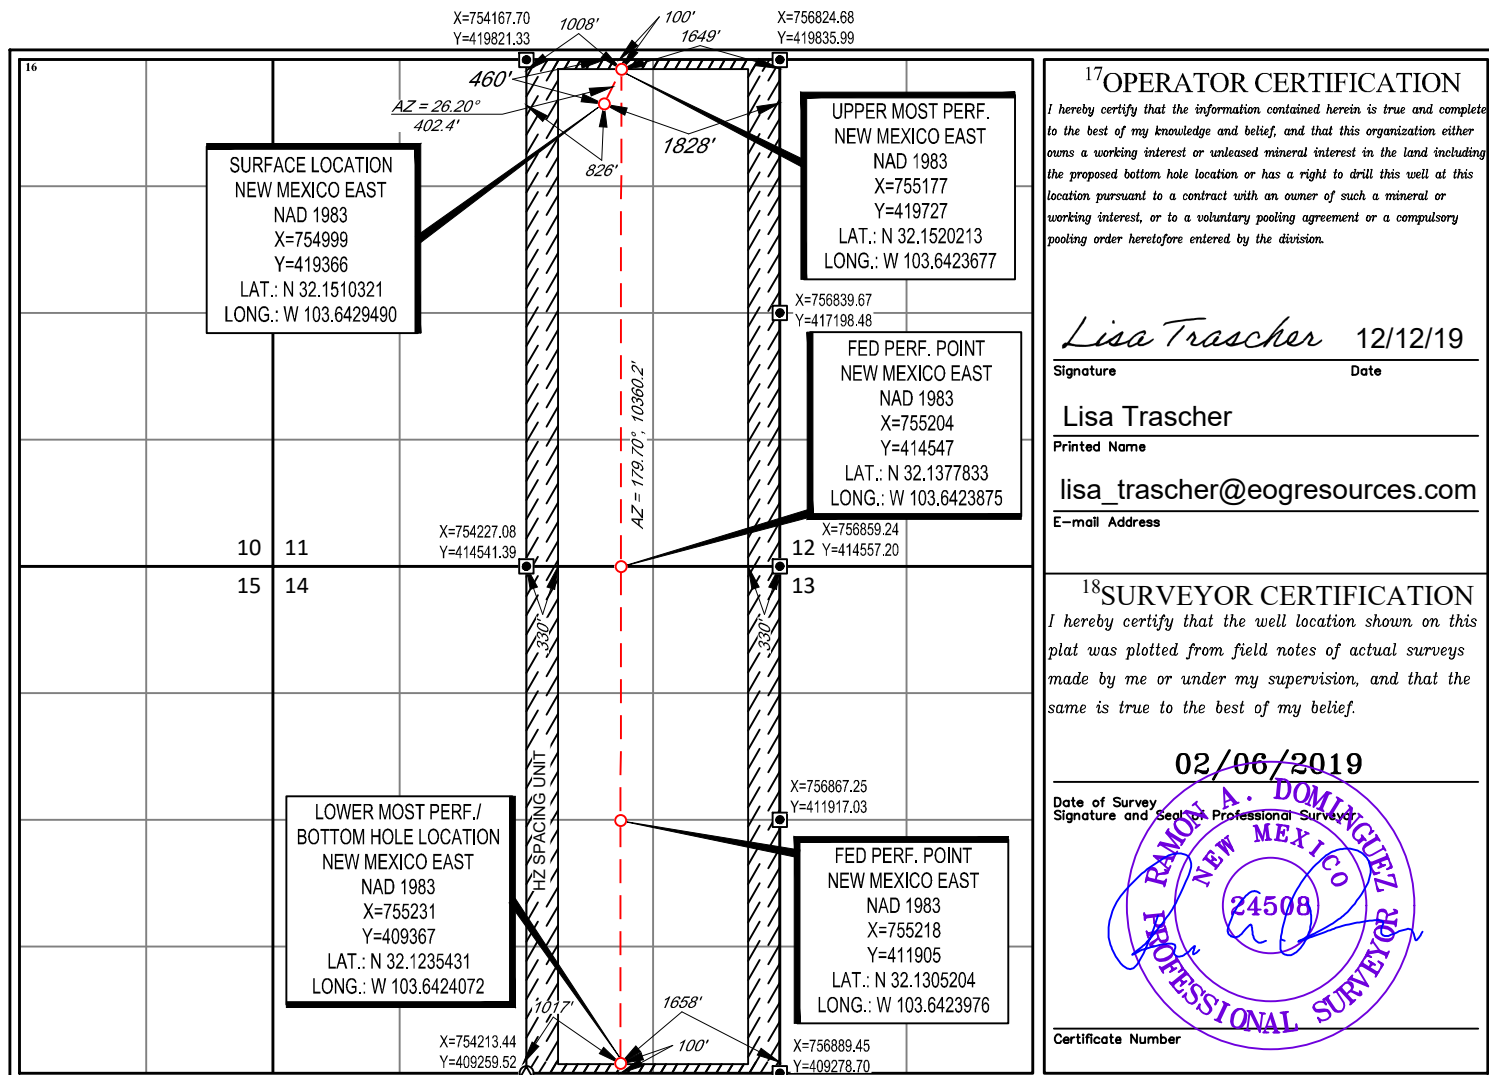 16
X=754167.70
Y=419821.33
1008'
100'
1649'
X=756824.68
Y=419835.99
460'
AZ = 26.20°
402.4'
826'
1828'
SURFACE LOCATION
NEW MEXICO EAST
NAD 1983
X=754999
Y=419366
LAT.: N 32.1510321
LONG.: W 103.6429490
UPPER MOST PERF.
NEW MEXICO EAST
NAD 1983
X=755177
Y=419727
LAT.: N 32.1520213
LONG.: W 103.6423677
X=756839.67
Y=417198.48
FED PERF. POINT
NEW MEXICO EAST
NAD 1983
X=755204
Y=414547
LAT.: N 32.1377833
LONG.: W 103.6423875
AZ = 179.70°, 10360.2'
X=754227.08
Y=414541.39
X=756859.24
Y=414557.20
10 11
12
15 14
13
330'
330'
HZ SPACING UNIT
X=756867.25
Y=411917.03
LOWER MOST PERF./
BOTTOM HOLE LOCATION
NEW MEXICO EAST
NAD 1983
X=755231
Y=409367
LAT.: N 32.1235431
LONG.: W 103.6424072
FED PERF. POINT
NEW MEXICO EAST
NAD 1983
X=755218
Y=411905
LAT.: N 32.1305204
LONG.: W 103.6423976
1017'
1658'
100'
X=754213.44
Y=409259.52
X=756889.45
Y=409278.70
17 OPERATOR CERTIFICATION
I hereby certify that the information contained herein is true and complete
to the best of my knowledge and belief, and that this organization either
owns a working interest or unleased mineral interest in the land including
the proposed bottom hole location or has a right to drill this well at this
location pursuant to a contract with an owner of such a mineral or
working interest, or to a voluntary pooling agreement or a compulsory
pooling order heretofore entered by the division.
Lisa Trascher 12/12/19
Signature Date
Lisa Trascher
Printed Name
lisa_trascher@eogresources.com
E-mail Address
18 SURVEYOR CERTIFICATION
I hereby certify that the well location shown on this
plat was plotted from field notes of actual surveys
made by me or under my supervision, and that the
same is true to the best of my belief.
02/06/2019
Date of Survey
Signature and Seal of Professional Surveyor
RAMON A. DOMINGUEZ
NEW MEXICO
24508
PROFESSIONAL SURVEYOR
Certificate Number